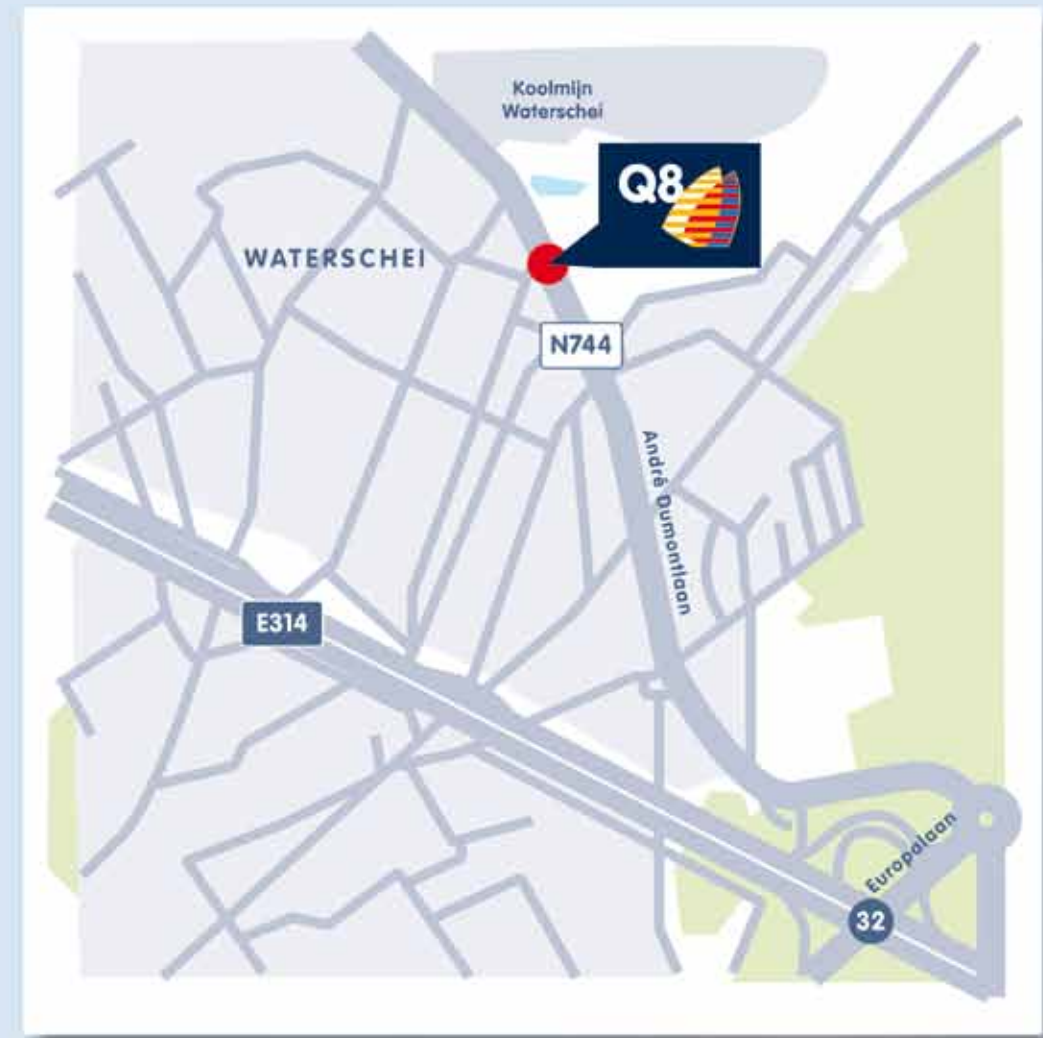 Koolmijn
Waterschei
Q8
WATERSCHEI
N744
André Dumontlaan
E314
Europalaan
32